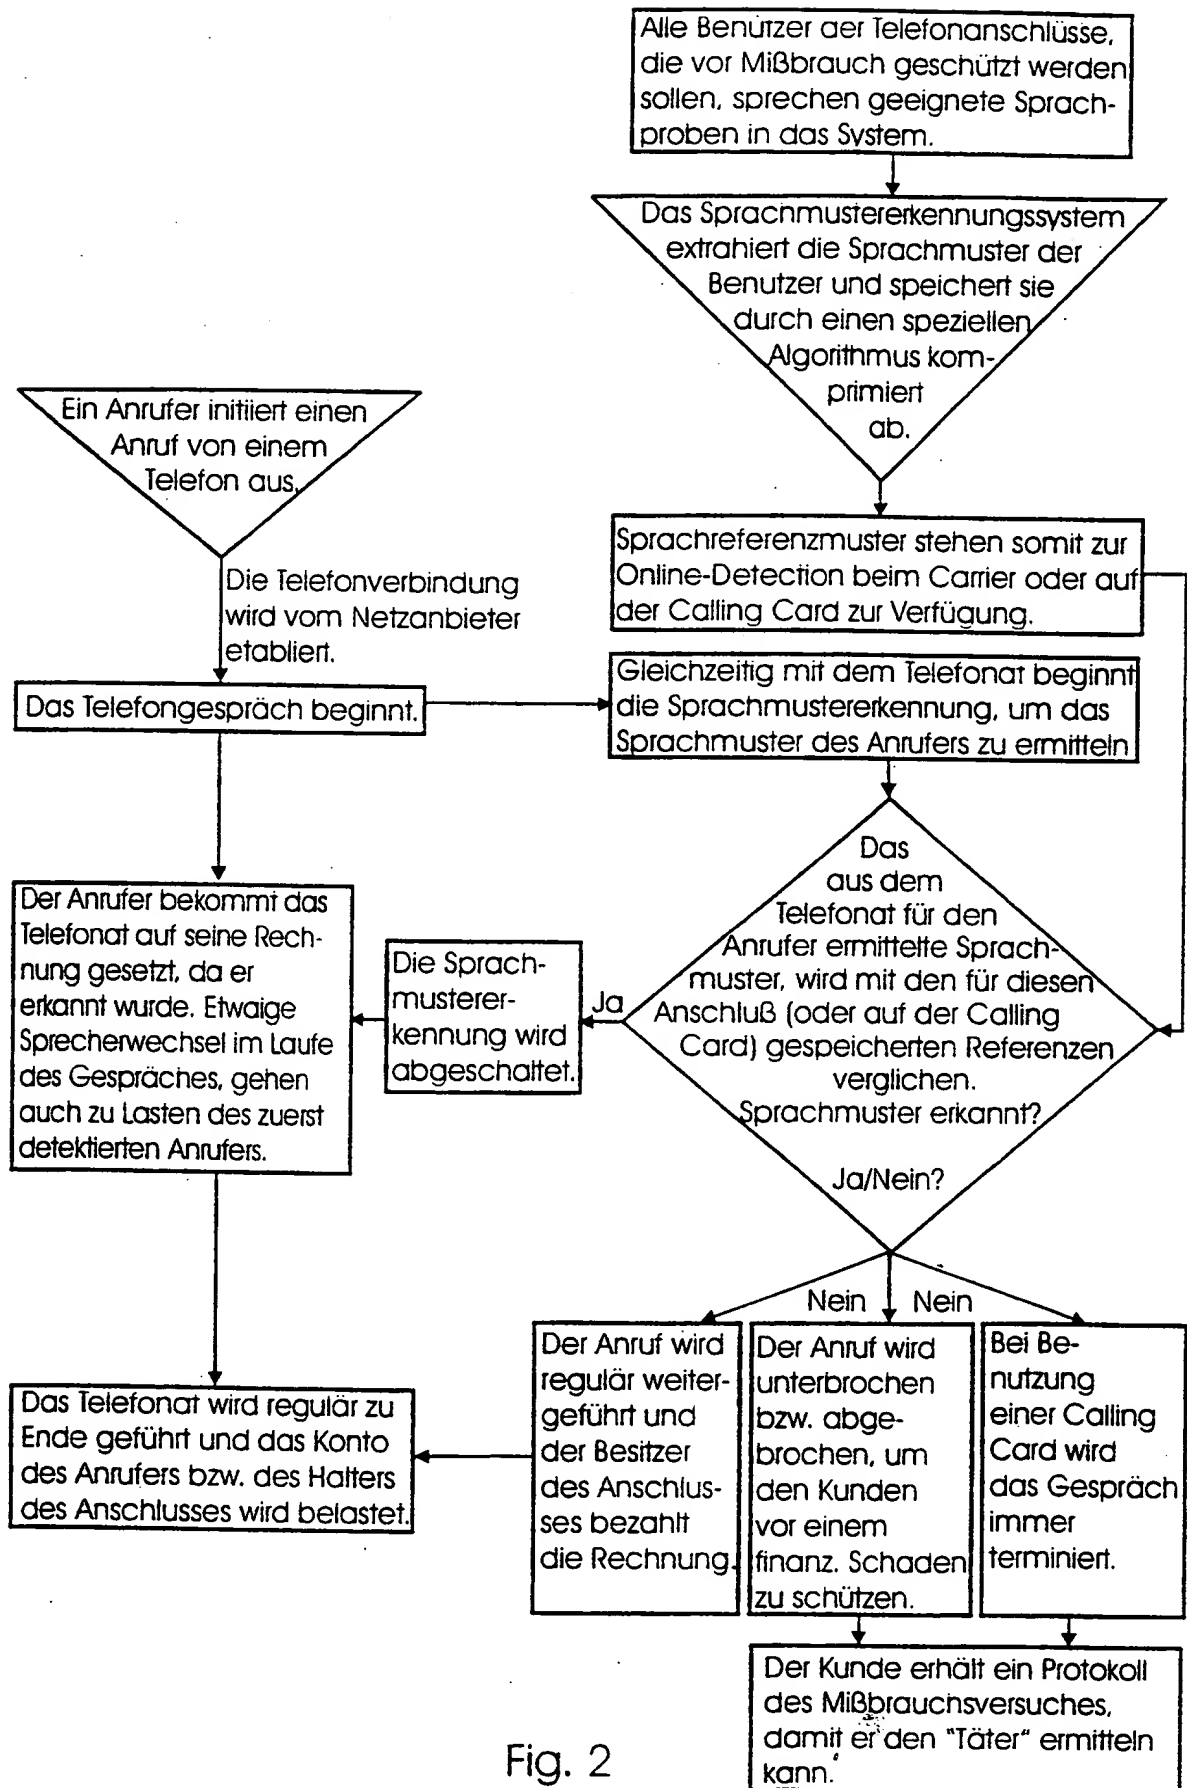 Alle Benutzer der Telefonanschlüsse,
die vor Mißbrauch geschützt werden
sollen, sprechen geeignete Sprach-
proben in das System.
Das Sprachmustererkennungssystem
extrahiert die Sprachmuster der
Benutzer und speichert sie
durch einen speziellen
Algorithmus kom-
primiert
ab.
Ein Anrufer initiiert einen
Anruf von einem
Telefon aus.
Sprachreferenzmuster stehen somit zur
Online-Detection beim Carrier oder auf
der Calling Card zur Verfügung.
Die Telefonverbindung
wird vom Netzanbieter
etabliert.
Das Telefongespräch beginnt.
Gleichzeitig mit dem Telefonat beginnt
die Sprachmustererkennung, um das
Sprachmuster des Anrufers zu ermitteln
Das
aus dem
Telefonat für den
Anrufer ermittelte Sprach-
muster, wird mit den für diesen
Anschluß (oder auf der Calling
Card) gespeicherten Referenzen
verglichen.
Sprachmuster erkannt?
Ja/Nein?
Ja
Die Sprach-
musterer-
kennung wird
abgeschaltet.
Der Anrufer bekommt das
Telefonat auf seine Rech-
nung gesetzt, da er
erkannt wurde. Etwaige
Sprecherwechsel im Laufe
des Gespräches, gehen
auch zu Lasten des zuerst
detektierten Anrufers.
Nein
Nein
Der Anruf wird
regulär weiter-
geführt und
der Besitzer
des Anschlus-
ses bezahlt
die Rechnung.
Der Anruf wird
unterbrochen
bzw. abge-
brochen, um
den Kunden
vor einem
finanz. Schaden
zu schützen.
Bei Be-
nutzung
einer Calling
Card wird
das Gespräch
immer
terminiert.
Das Telefonat wird regulär zu
Ende geführt und das Konto
des Anrufers bzw. des Halters
des Anschlusses wird belastet.
Der Kunde erhält ein Protokoll
des Mißbrauchsversuches,
damit er den "Täter" ermitteln
kann.
Fig. 2